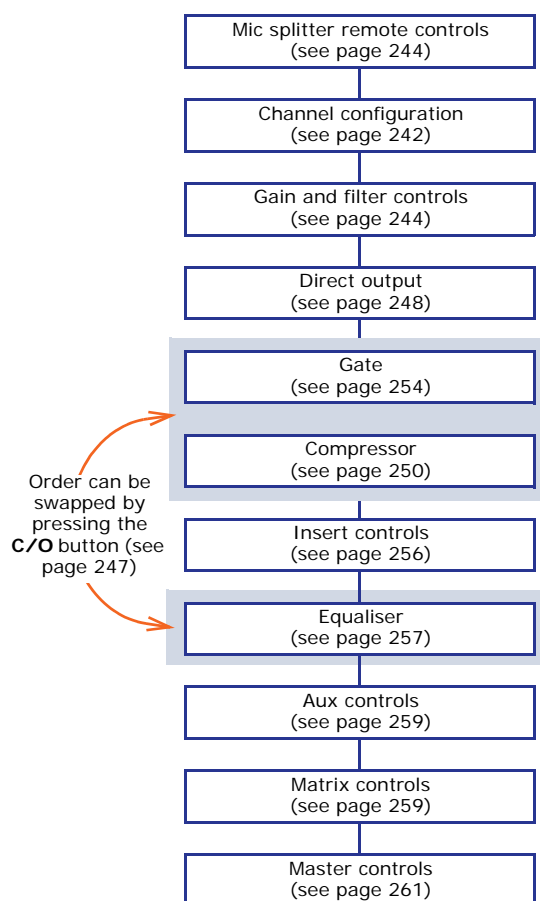 Mic splitter remote controls
(see page 244)
Channel configuration
(see page 242)
Gain and filter controls
(see page 244)
Direct output
(see page 248)
Gate
(see page 254)
Compressor
(see page 250)
Order can be
swapped by
pressing the
C/O button (see
page 247)
Insert controls
(see page 256)
Equaliser
(see page 257)
Aux controls
(see page 259)
Matrix controls
(see page 259)
Master controls
(see page 261)